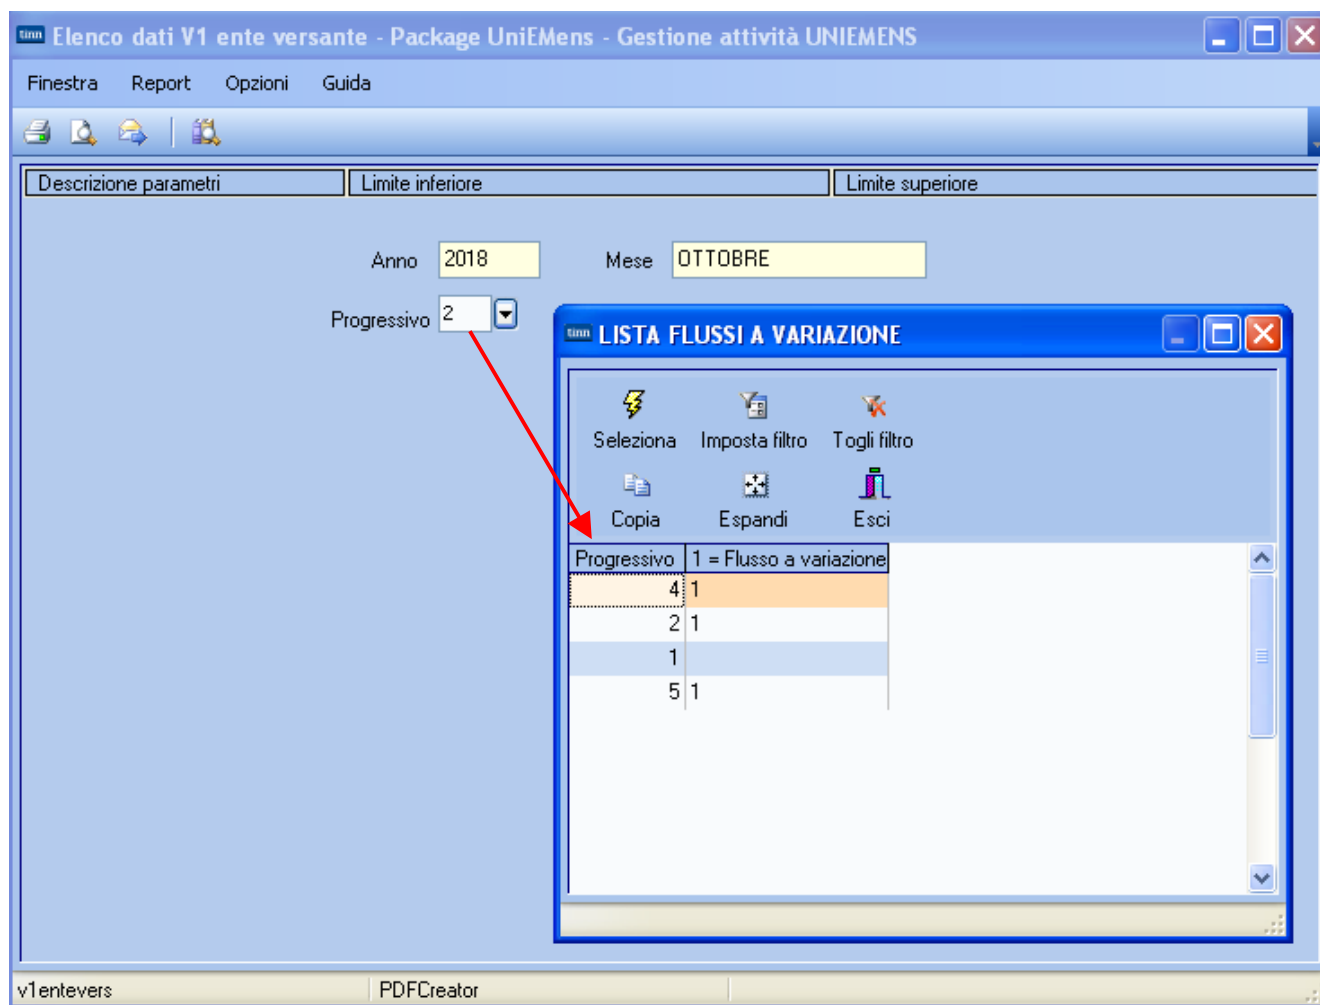 tinn Elenco dati V1 ente versante - Package UniEMens - Gestione attività UNIEMENS
Finestra Report Opzioni Guida
Descrizione parametri Limite inferiore Limite superiore
Anno 2018 Mese OTTOBRE
Progressivo 2
tinn LISTA FLUSSI A VARIAZIONE
Seleziona Imposta filtro Togli filtro
Copia Espandi Esci
Progressivo 1 = Flusso a variazione
4 1
2 1
1
5 1
v1entevers PDFCreator